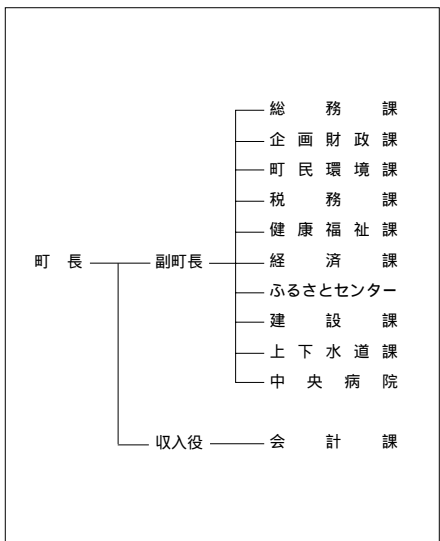 総務課
企画財政課
町民環境課
税務課
健康福祉課
町長 副町長 経済課
ふるさとセンター
建設課
上下水道課
中央病院
収入役 会計課